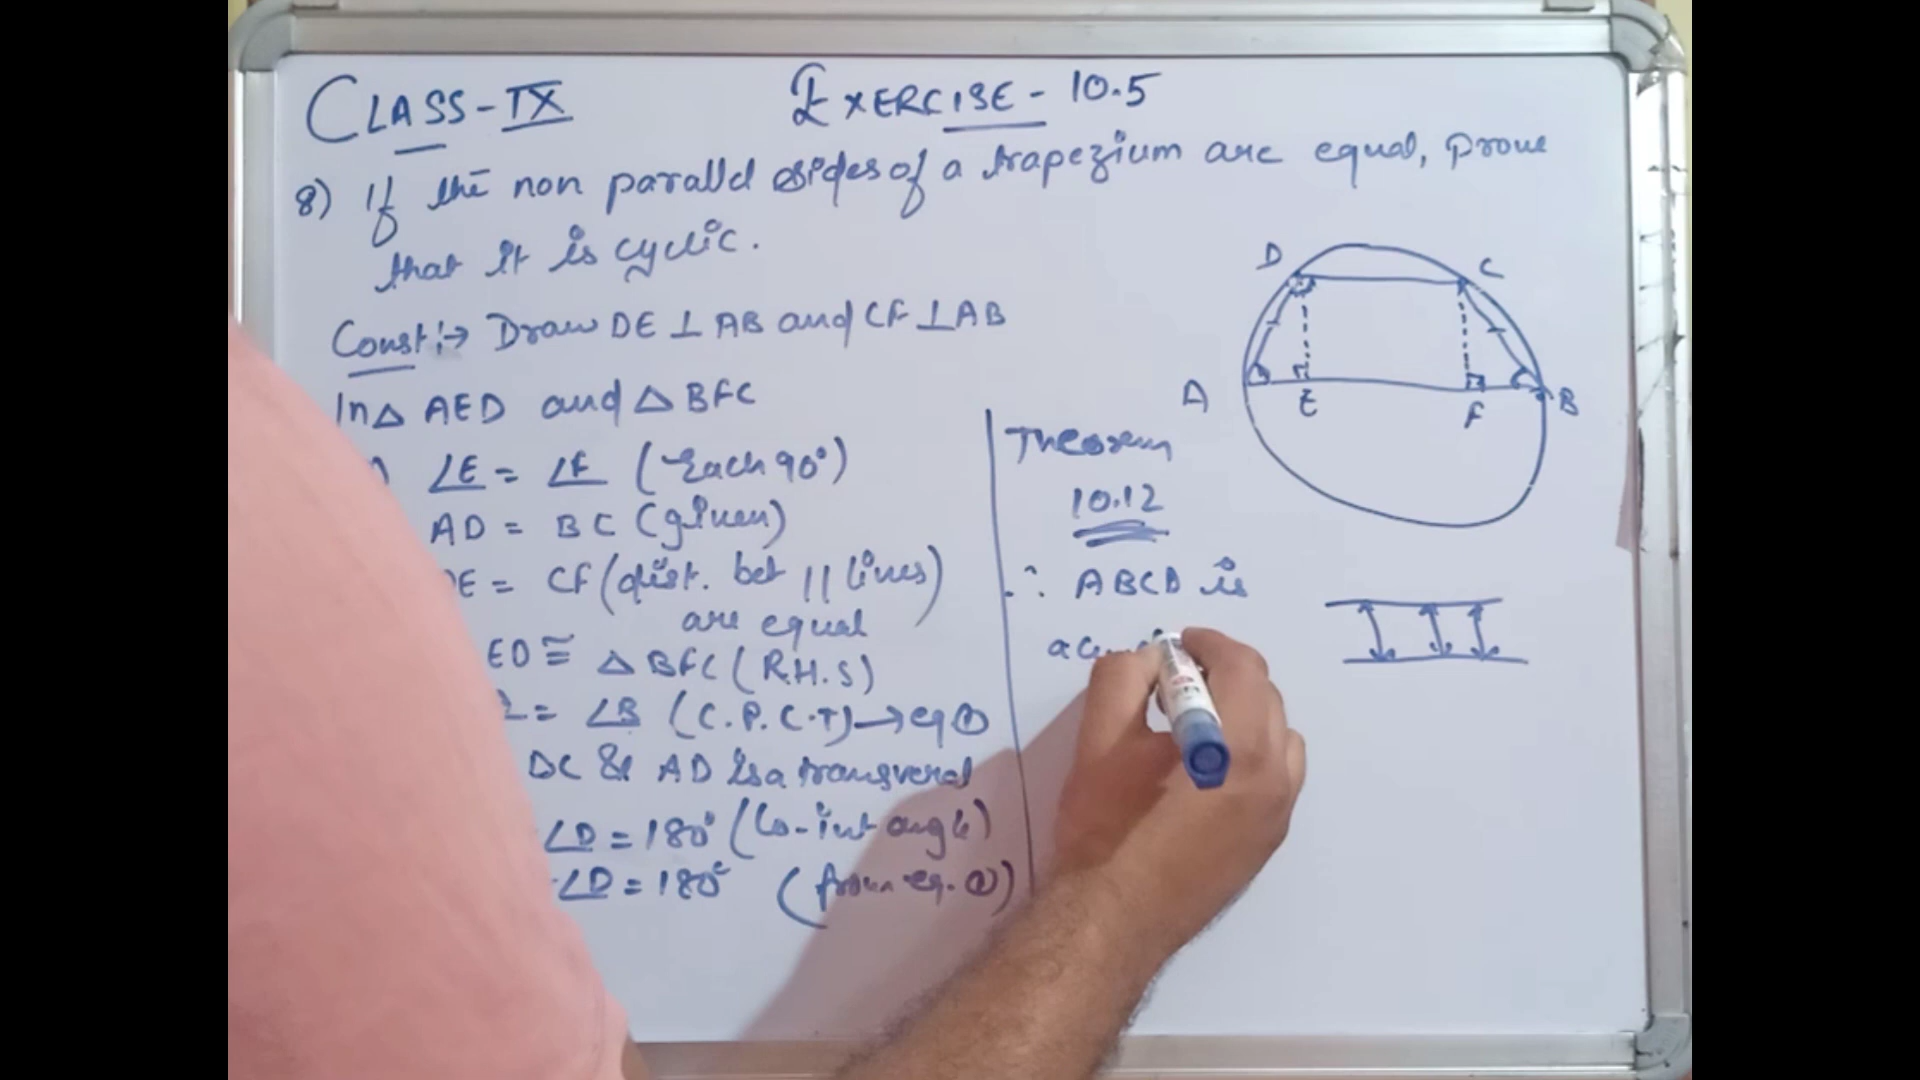 CLASS-IX
EXERCISE - 10.5
8) If the non parallel sides of a trapezium are equal, prove
that it is cyclic.
Const:→ Draw DE ⊥ AB and CF ⊥ AB
In △ AED and △ BFC
∠E = ∠F (Each 90°)
AD = BC (given)
DE = CF (dist. bet || lines)
are equal
ED ≅ △ BFC (R.H.S)
= ∠B (C.P.C.T) → eq ①
DC & AD is a transversal
∠D = 180° (Co-int angle)
∠D = 180° (from eq. ①)
Theorem
10.12
∴ ABCD is
a
D
C
A
E
F
B